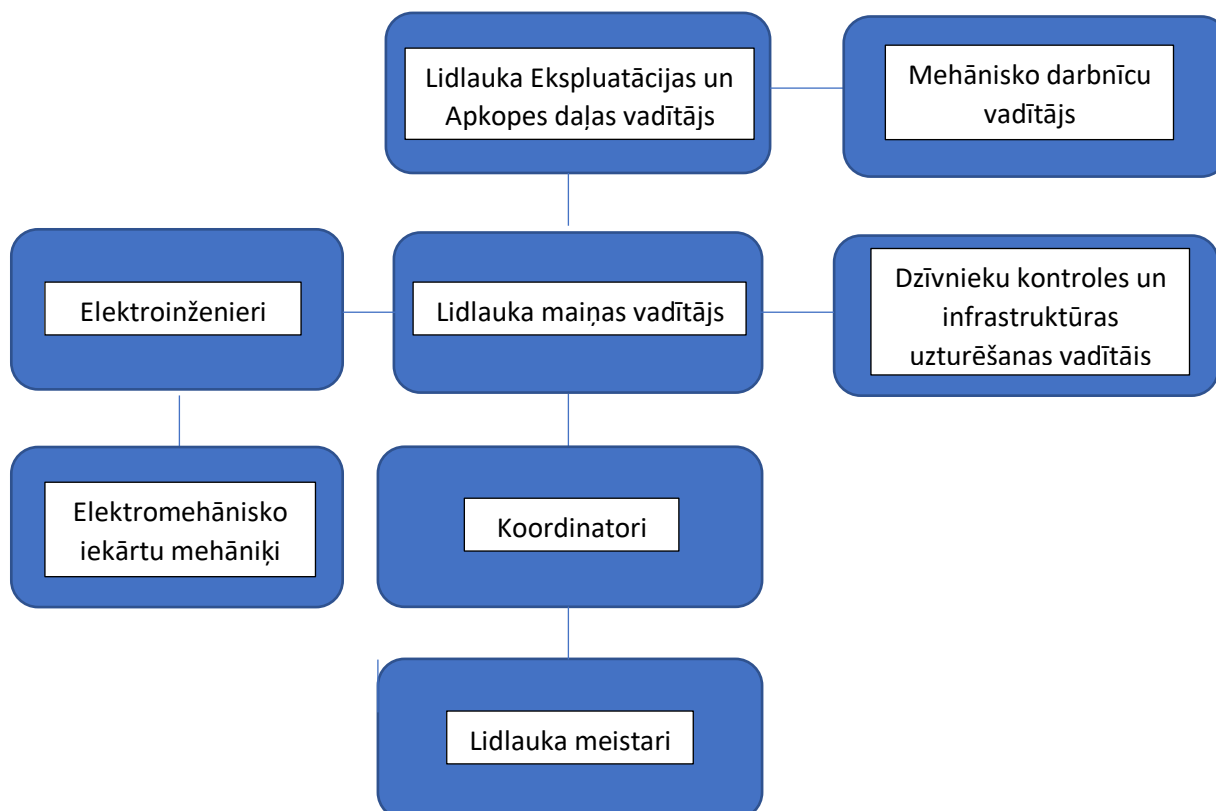 Lidlauka Ekspluatācijas un
Apkopes daļas vadītājs
Mehānisko darbnīcu
vadītājs
Elektroinženieri
Lidlauka maiņas vadītājs
Dzīvnieku kontroles un
infrastruktūras
uzturēšanas vadītājs
Elektromehānisko
iekārtu mehāniķi
Koordinatori
Lidlauka meistari